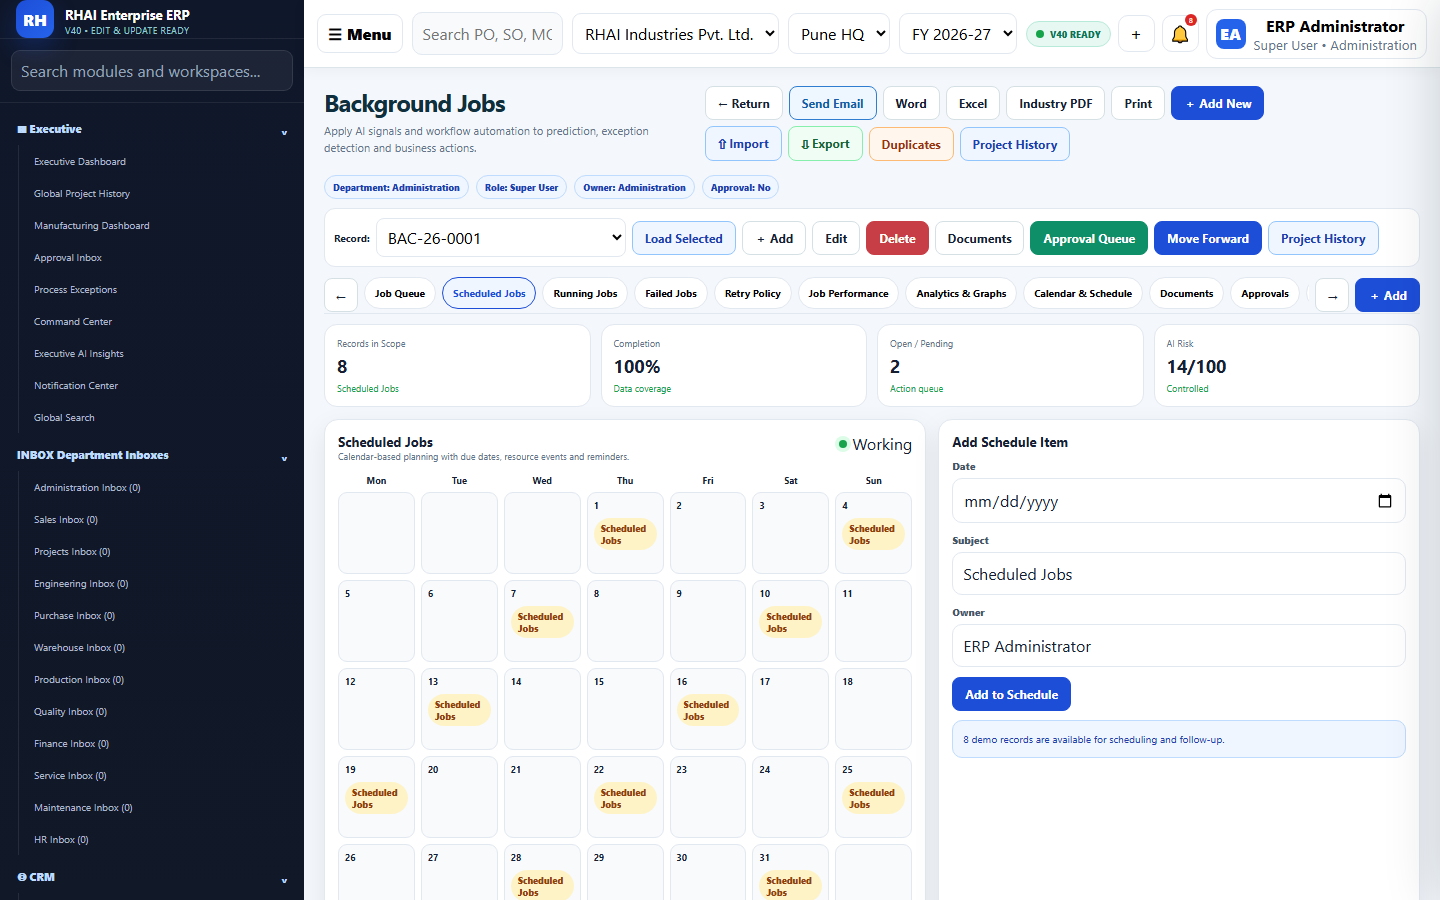 RH
RHAI Enterprise ERP
V40 • EDIT & UPDATE READY
Search modules and workspaces...
Executive
Executive Dashboard
Global Project History
Manufacturing Dashboard
Approval Inbox
Process Exceptions
Command Center
Executive AI Insights
Notification Center
Global Search
INBOX Department Inboxes
Administration Inbox (0)
Sales Inbox (0)
Projects Inbox (0)
Engineering Inbox (0)
Purchase Inbox (0)
Warehouse Inbox (0)
Production Inbox (0)
Quality Inbox (0)
Finance Inbox (0)
Service Inbox (0)
Maintenance Inbox (0)
HR Inbox (0)
CRM
☰ Menu
Search PO, SO, MO
RHAI Industries Pvt. Ltd.
Pune HQ
FY 2026-27
V40 READY
+
8
EA
ERP Administrator
Super User • Administration
Background Jobs
Apply AI signals and workflow automation to prediction, exception
detection and business actions.
← Return
Send Email
Word
Excel
Industry PDF
Print
+ Add New
⇧ Import
⇩ Export
Duplicates
Project History
Department: Administration
Role: Super User
Owner: Administration
Approval: No
Record:
BAC-26-0001
Load Selected
+ Add
Edit
Delete
Documents
Approval Queue
Move Forward
Project History
←
Job Queue
Scheduled Jobs
Running Jobs
Failed Jobs
Retry Policy
Job Performance
Analytics & Graphs
Calendar & Schedule
Documents
Approvals
→
+ Add
Records in Scope
8
Scheduled Jobs
Completion
100%
Data coverage
Open / Pending
2
Action queue
AI Risk
14/100
Controlled
Scheduled Jobs
Calendar-based planning with due dates, resource events and reminders.
Working
Mon Tue Wed Thu Fri Sat Sun
1 2 3 4
Scheduled Jobs Scheduled Jobs
5 6 7 8 9 10 11
Scheduled Jobs Scheduled Jobs
12 13 14 15 16 17 18
Scheduled Jobs Scheduled Jobs
19 20 21 22 23 24 25
Scheduled Jobs Scheduled Jobs Scheduled Jobs
26 27 28 29 30 31
Scheduled Jobs Scheduled Jobs
Add Schedule Item
Date
mm/dd/yyyy
Subject
Scheduled Jobs
Owner
ERP Administrator
Add to Schedule
8 demo records are available for scheduling and follow-up.